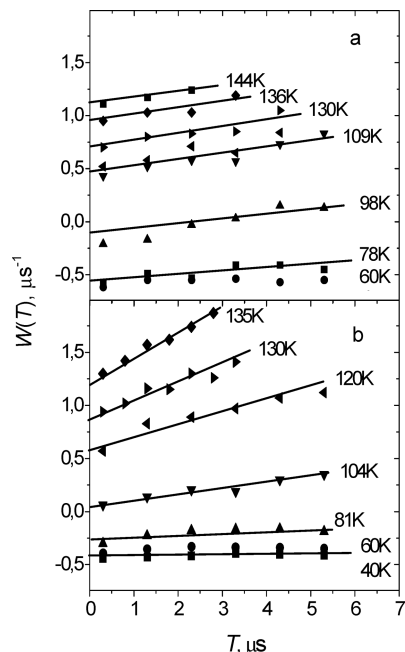 a
1,5
144K
136K
1,0
130K
109K
0,5
98K
0,0
78K
-0,5
60K
W(T), μs⁻¹
b
135K
1,5
130K
120K
1,0
0,5
104K
0,0
81K
60K
-0,5
40K
0 1 2 3 4 5 6 7
T, μs